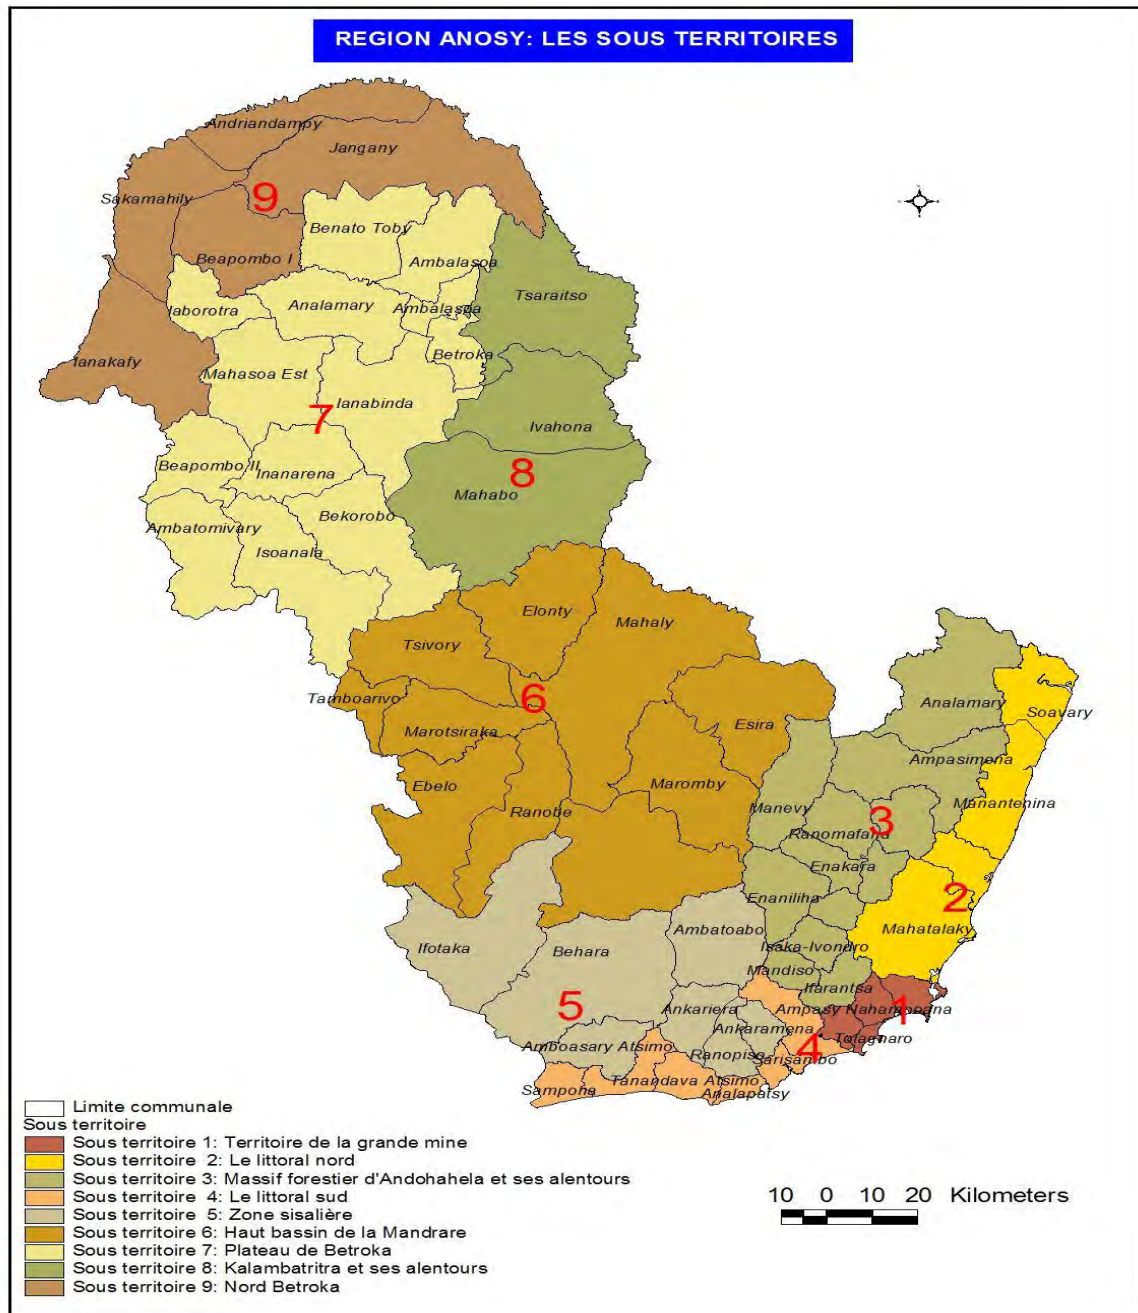 REGION ANOSY: LES SOUS TERRITOIRES
Andriandampy
Jangany
Sakamahily
9
Benato Toby
Beapombo I
Ambalasoa
Tsaraitso
Iaborotra
Analamary
Ambalasoa
Betroka
Ianakafy
Mahasoa Est
Ianabinda
7
Ivahona
Beapombo II
Inanarena
8
Mahabo
Bekorobo
Ambatomivary
Isoanala
Elonty
Mahaly
Tsivory
Tamboarivo
6
Analamary
Soavary
Marotsiraka
Esira
Ampasimena
Ebelo
Maromby
Manantenina
Ranobe
Manevy
3
Ranomafana
Enakara
Enaniliha
2
Mahatalaky
Ambatoabo
Ifotaka
Behara
Isaka-Ivondro
Mandiso
Ifarantsa
5
Ankariera
Ampasy Nahampoana
1
Ankaramena
Tolagnaro
Amboasary Atsimo
4
Ranopiso
Sarisambo
Sampona
Tanandava Atsimo
Analapatsy
Limite communale
Sous territoire
Sous territoire 1: Territoire de la grande mine
Sous territoire 2: Le littoral nord
Sous territoire 3: Massif forestier d'Andohahela et ses alentours
Sous territoire 4: Le littoral sud
Sous territoire 5: Zone sisalière
Sous territoire 6: Haut bassin de la Mandrare
Sous territoire 7: Plateau de Betroka
Sous territoire 8: Kalambatritra et ses alentours
Sous territoire 9: Nord Betroka
10 0 10 20 Kilometers